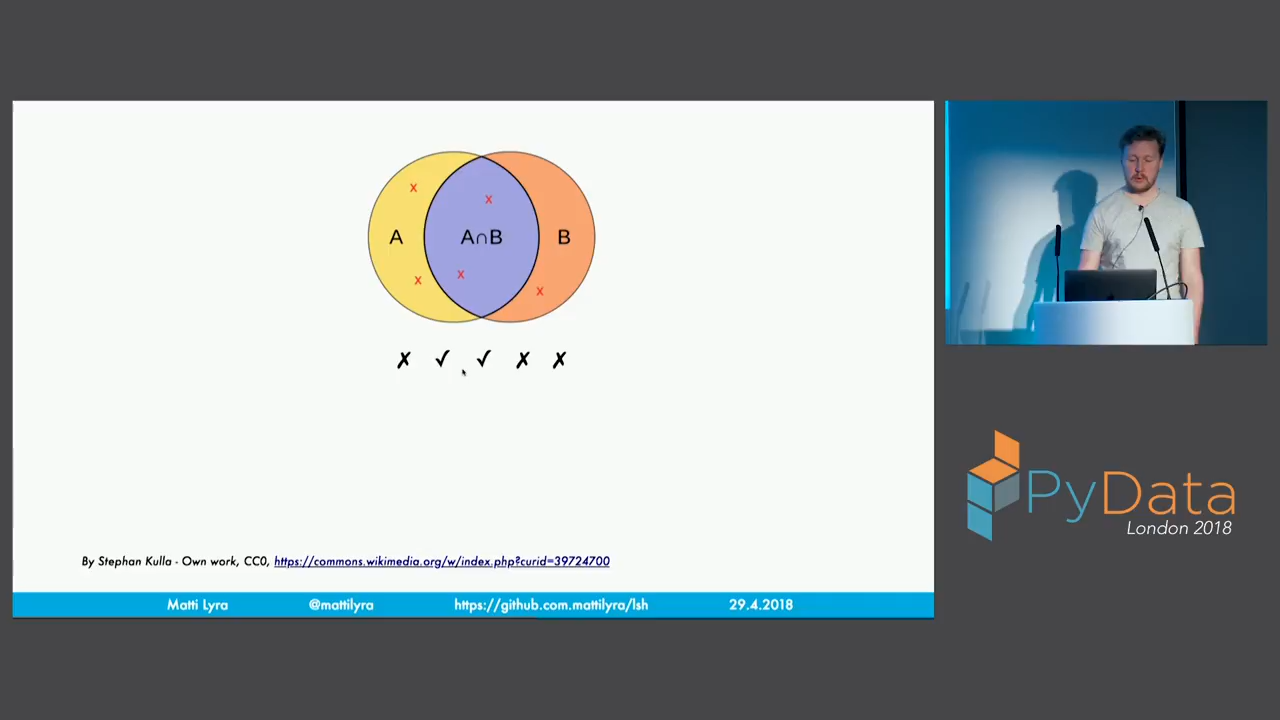 x
x
A A∩B B
x
x
x
✗ ✓ ✓ ✗ ✗
By Stephan Kulla - Own work, CC0, https://commons.wikimedia.org/w/index.php?curid=39724700
Matti Lyra @mattilyra https://github.com.mattilyra/lsh 29.4.2018
PyData
London 2018